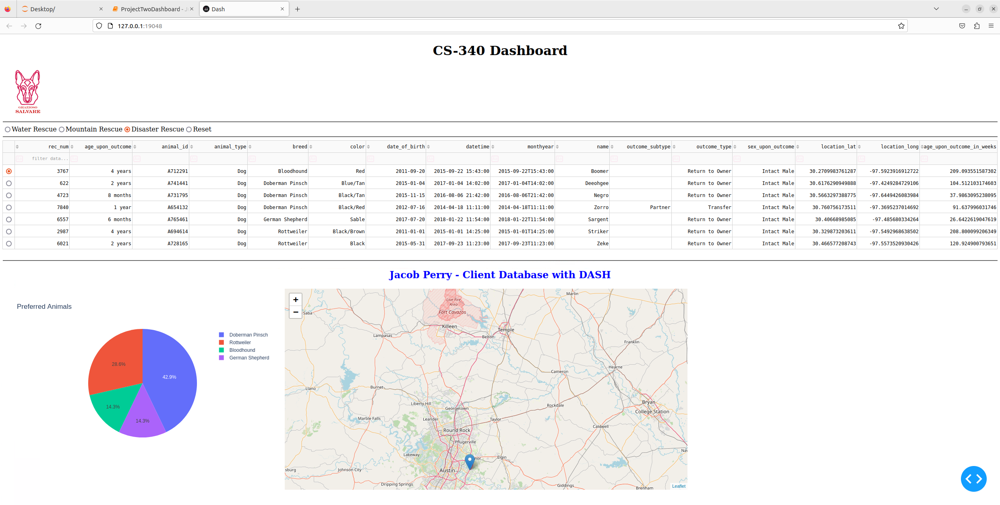 Desktop/
ProjectTwoDashboard - J
Dash
127.0.0.1:19048
CS-340 Dashboard
GRAZIOSO
SALVARE
Water Rescue Mountain Rescue Disaster Rescue Reset
rec_num age_upon_outcome animal_id animal_type breed color date_of_birth datetime monthyear name outcome_subtype outcome_type sex_upon_outcome location_lat location_long age_upon_outcome_in_weeks
filter data...
3767 4 years A712291 Dog Bloodhound Red 2011-09-20 2015-09-22 15:43:00 2015-09-22T15:43:00 Boomer Return to Owner Intact Male 30.2709983761287 -97.5923916912722 209.093551587302
622 2 years A741441 Dog Doberman Pinsch Blue/Tan 2015-01-04 2017-01-04 14:02:00 2017-01-04T14:02:00 Deeohgee Return to Owner Intact Male 30.6176290949888 -97.4249284729106 104.512103174603
4723 8 months A731795 Dog Doberman Pinsch Black/Tan 2015-11-15 2016-08-06 21:42:00 2016-08-06T21:42:00 Negro Return to Owner Intact Male 30.5663297388775 -97.6449426083984 37.9863095238095
7840 1 year A654132 Dog Doberman Pinsch Black/Red 2012-07-16 2014-04-18 11:11:00 2014-04-18T11:11:00 Zorro Partner Transfer Intact Male 30.760756173511 -97.3695237014692 91.637996031746
6557 6 months A765461 Dog German Shepherd Sable 2017-07-20 2018-01-22 11:54:00 2018-01-22T11:54:00 Sargent Return to Owner Intact Male 30.40668985085 -97.485680334264 26.6422619047619
2987 4 years A694614 Dog Rottweiler Black/Brown 2011-01-01 2015-01-01 14:25:00 2015-01-01T14:25:00 Striker Return to Owner Intact Male 30.329873203611 -97.5492968638502 208.800099206349
6021 2 years A728165 Dog Rottweiler Black 2015-05-31 2017-09-23 11:23:00 2017-09-23T11:23:00 Zeke Return to Owner Intact Male 30.466577208743 -97.5573520930426 120.924900793651
Jacob Perry - Client Database with DASH
Preferred Animals
Doberman Pinsch
Rottweiler
Bloodhound
German Shepherd
28.6%
42.9%
14.3%
14.3%
+
−
Marlin
Live Fire
Area
Fort Cavazos
Saba
Killeen
Temple
Lampasas
Belton
Franklin
Hearne
Cameron
Burnet
Llano
Liberty Hill
Georgetown
Rockdale
Bryan
College Station
Marble Falls
Leander
Taylor
Caldwell
Round Rock
Pflugerville
Nav
Lakeway
nor
Elgin
sburg
Johnson City
Austin
Dripping Springs
Giddings
Brenham
Leaflet